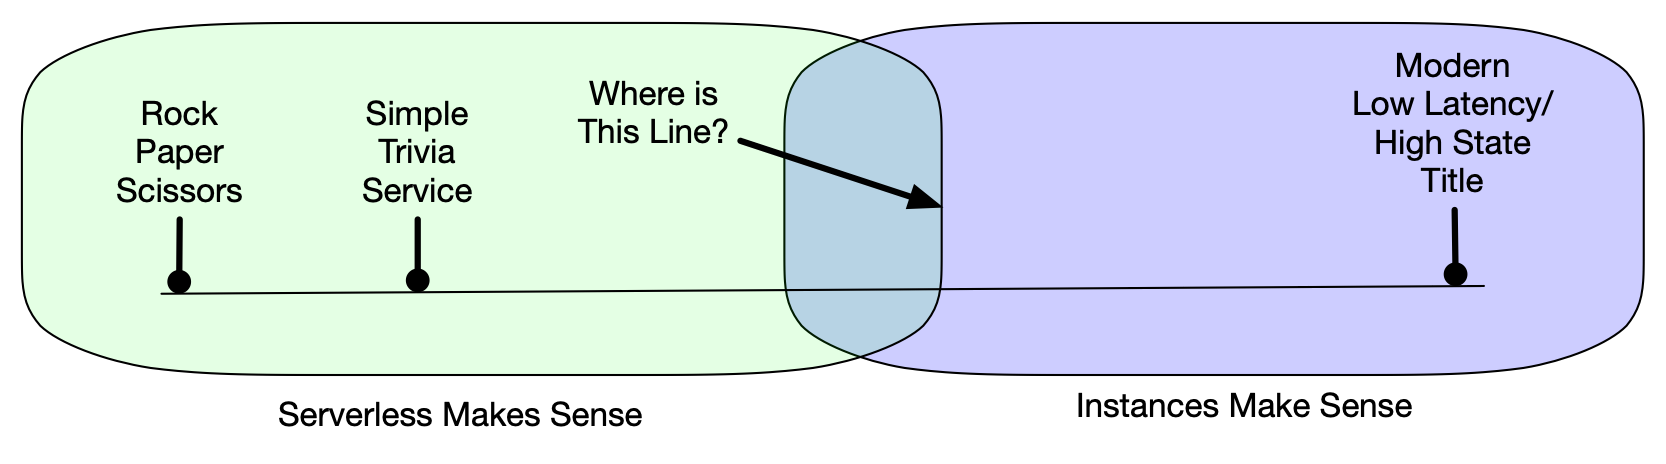 Rock
Paper
Scissors
Simple
Trivia
Service
Where is
This Line?
Modern
Low Latency/
High State
Title
Serverless Makes Sense
Instances Make Sense